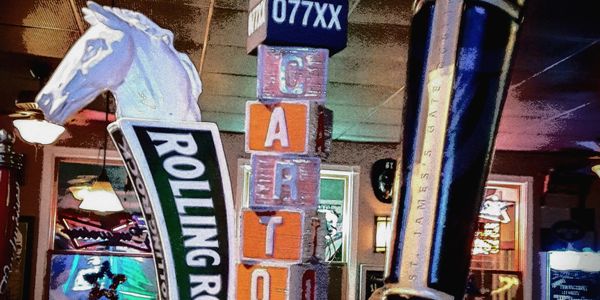 077XX
C
A
R
T
O
ROLLING RO
ST. JAMES'S GATE